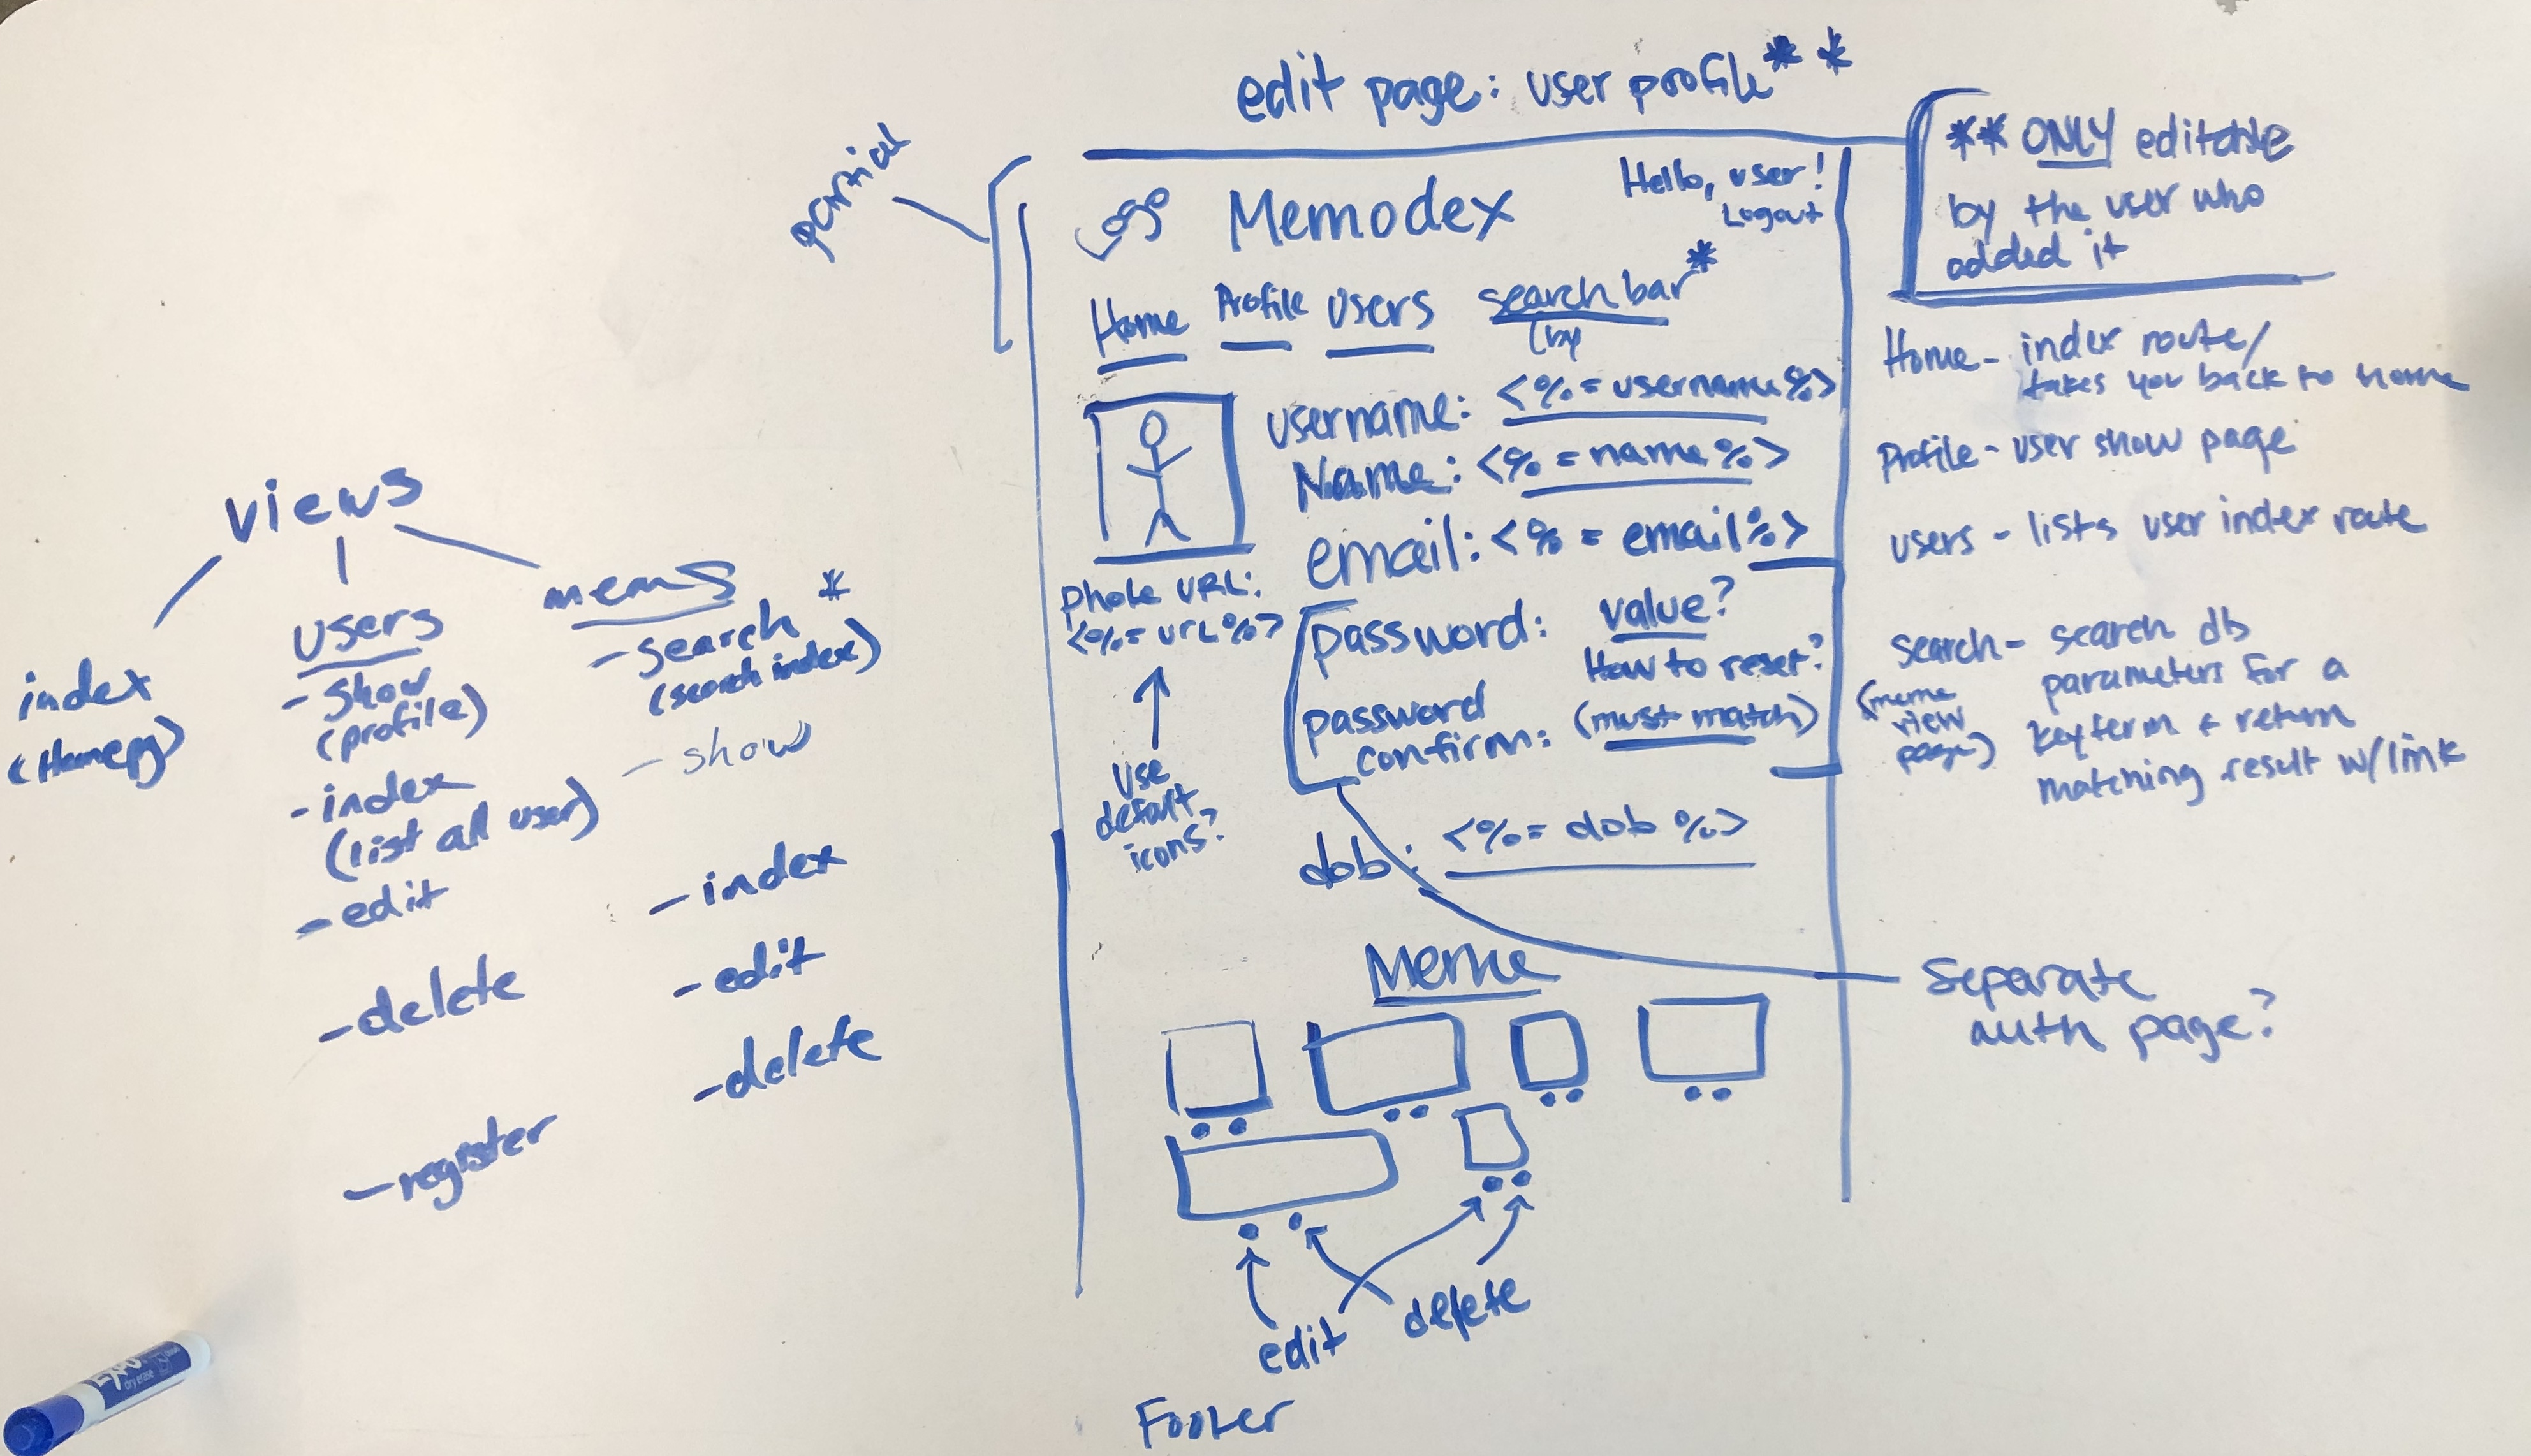 edit page: user profile**
partial
Logo
Memodex
Hello, user!
Logout
Home
Profile
users
search bar*
(by
username: <%= username%>
Name: <%= name%>
email: <%= email%>
Photo URL:
<%= url%>
use
default
icons?
password: value?
How to reset?
password
confirm: (must match)
dob: <%= dob %>
Meme
edit
delete
Footer
** ONLY editable
by the user who
added it
Home - index route/
takes you back to home
Profile - user show page
users - lists user index route
search - search db
(meme
view
page)
parameters for a
keyterm + return
matching result w/link
Separate
auth page?
views
index
(Homepg)
users
- show
(profile)
- index
(list all user)
- edit
- delete
- register
memes
- search *
(search index)
- show
- index
- edit
- delete
EXPO
dry erase